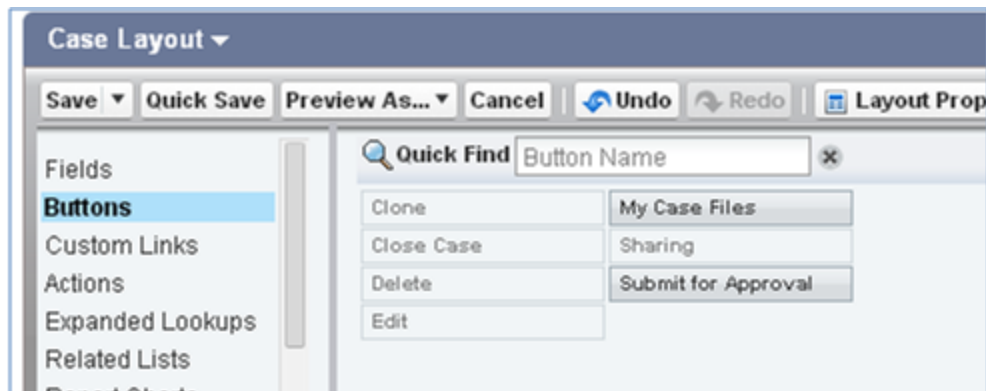 Case Layout
Save Quick Save Preview As... Cancel Undo Redo Layout Prop
Quick Find Button Name
Fields
Buttons
Custom Links
Actions
Expanded Lookups
Related Lists
Clone My Case Files
Close Case Sharing
Delete Submit for Approval
Edit